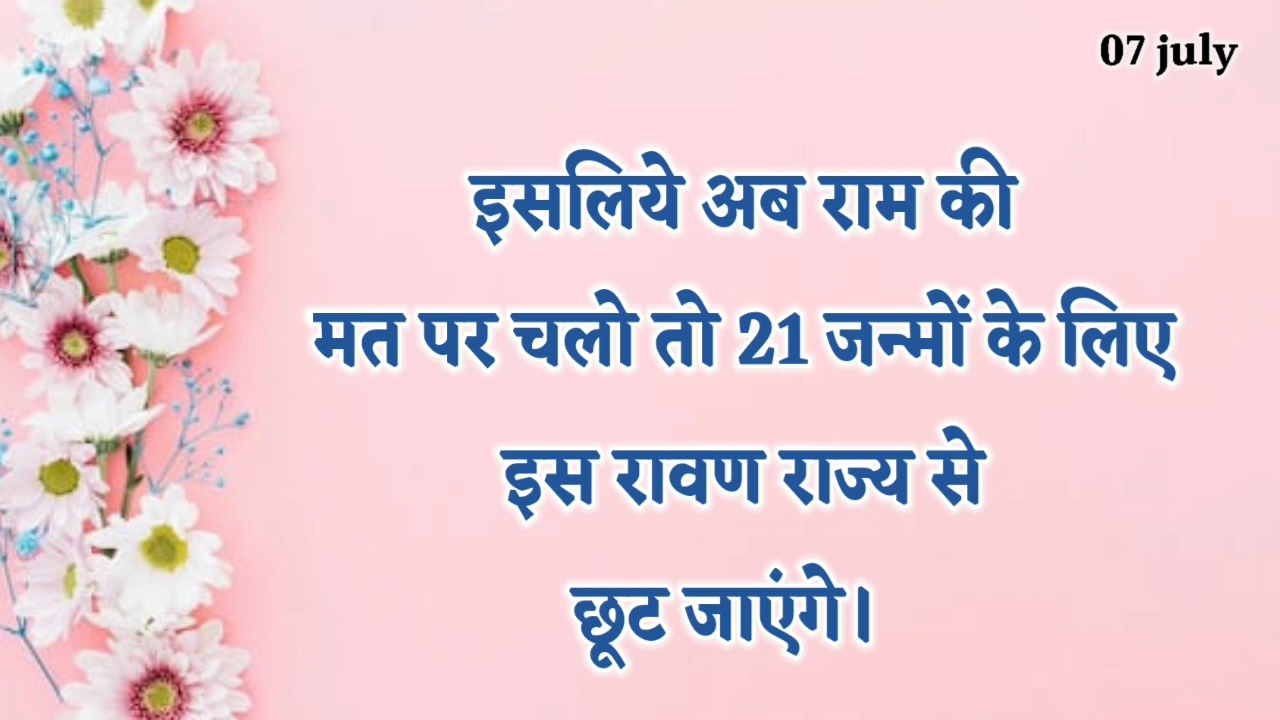 07 july
इसलिये अब राम की
मत पर चलो तो 21 जन्मों के लिए
इस रावण राज्य से
छूट जाएंगे।